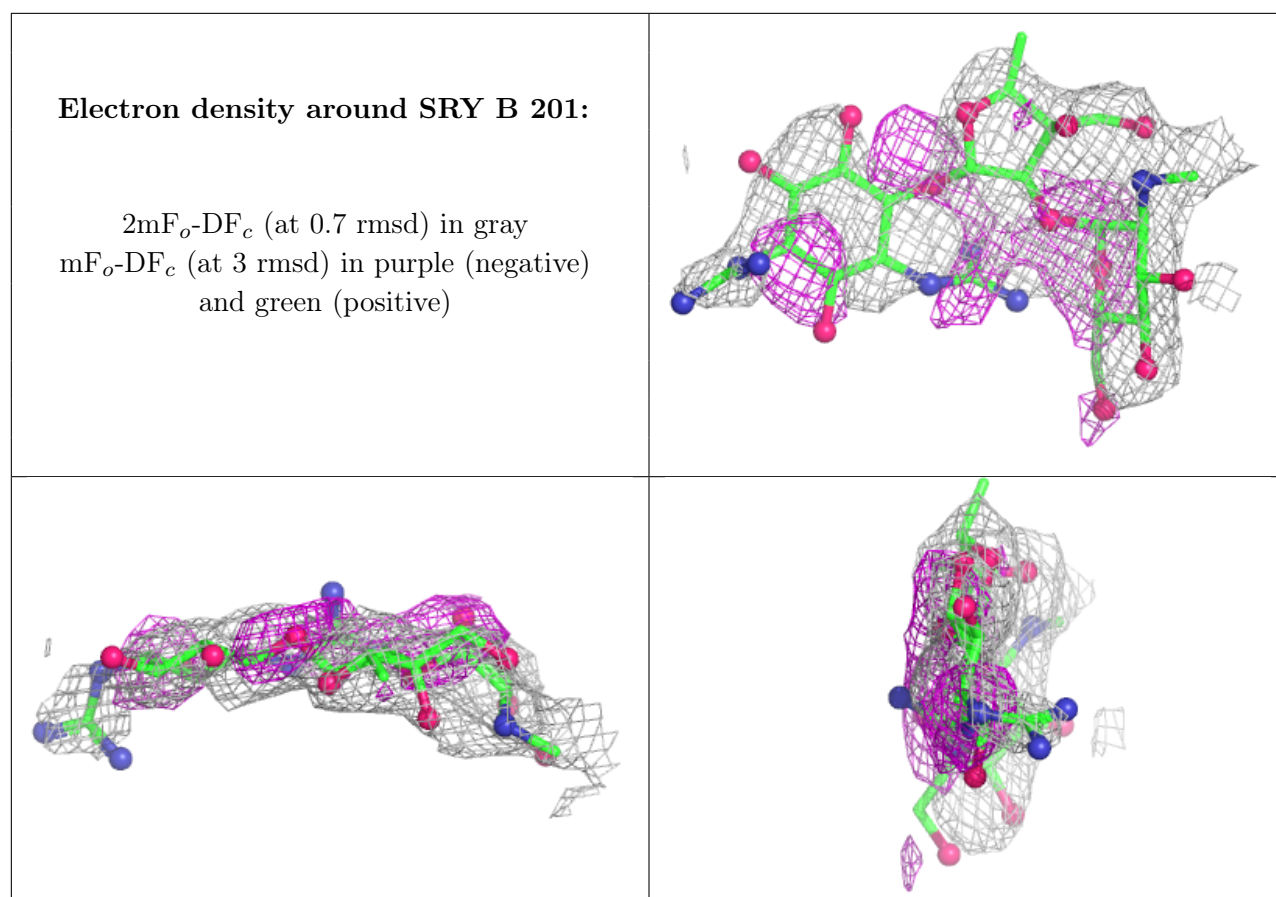 Electron density around SRY B 201:
2mFo-DFc (at 0.7 rmsd) in gray
mFo-DFc (at 3 rmsd) in purple (negative)
and green (positive)